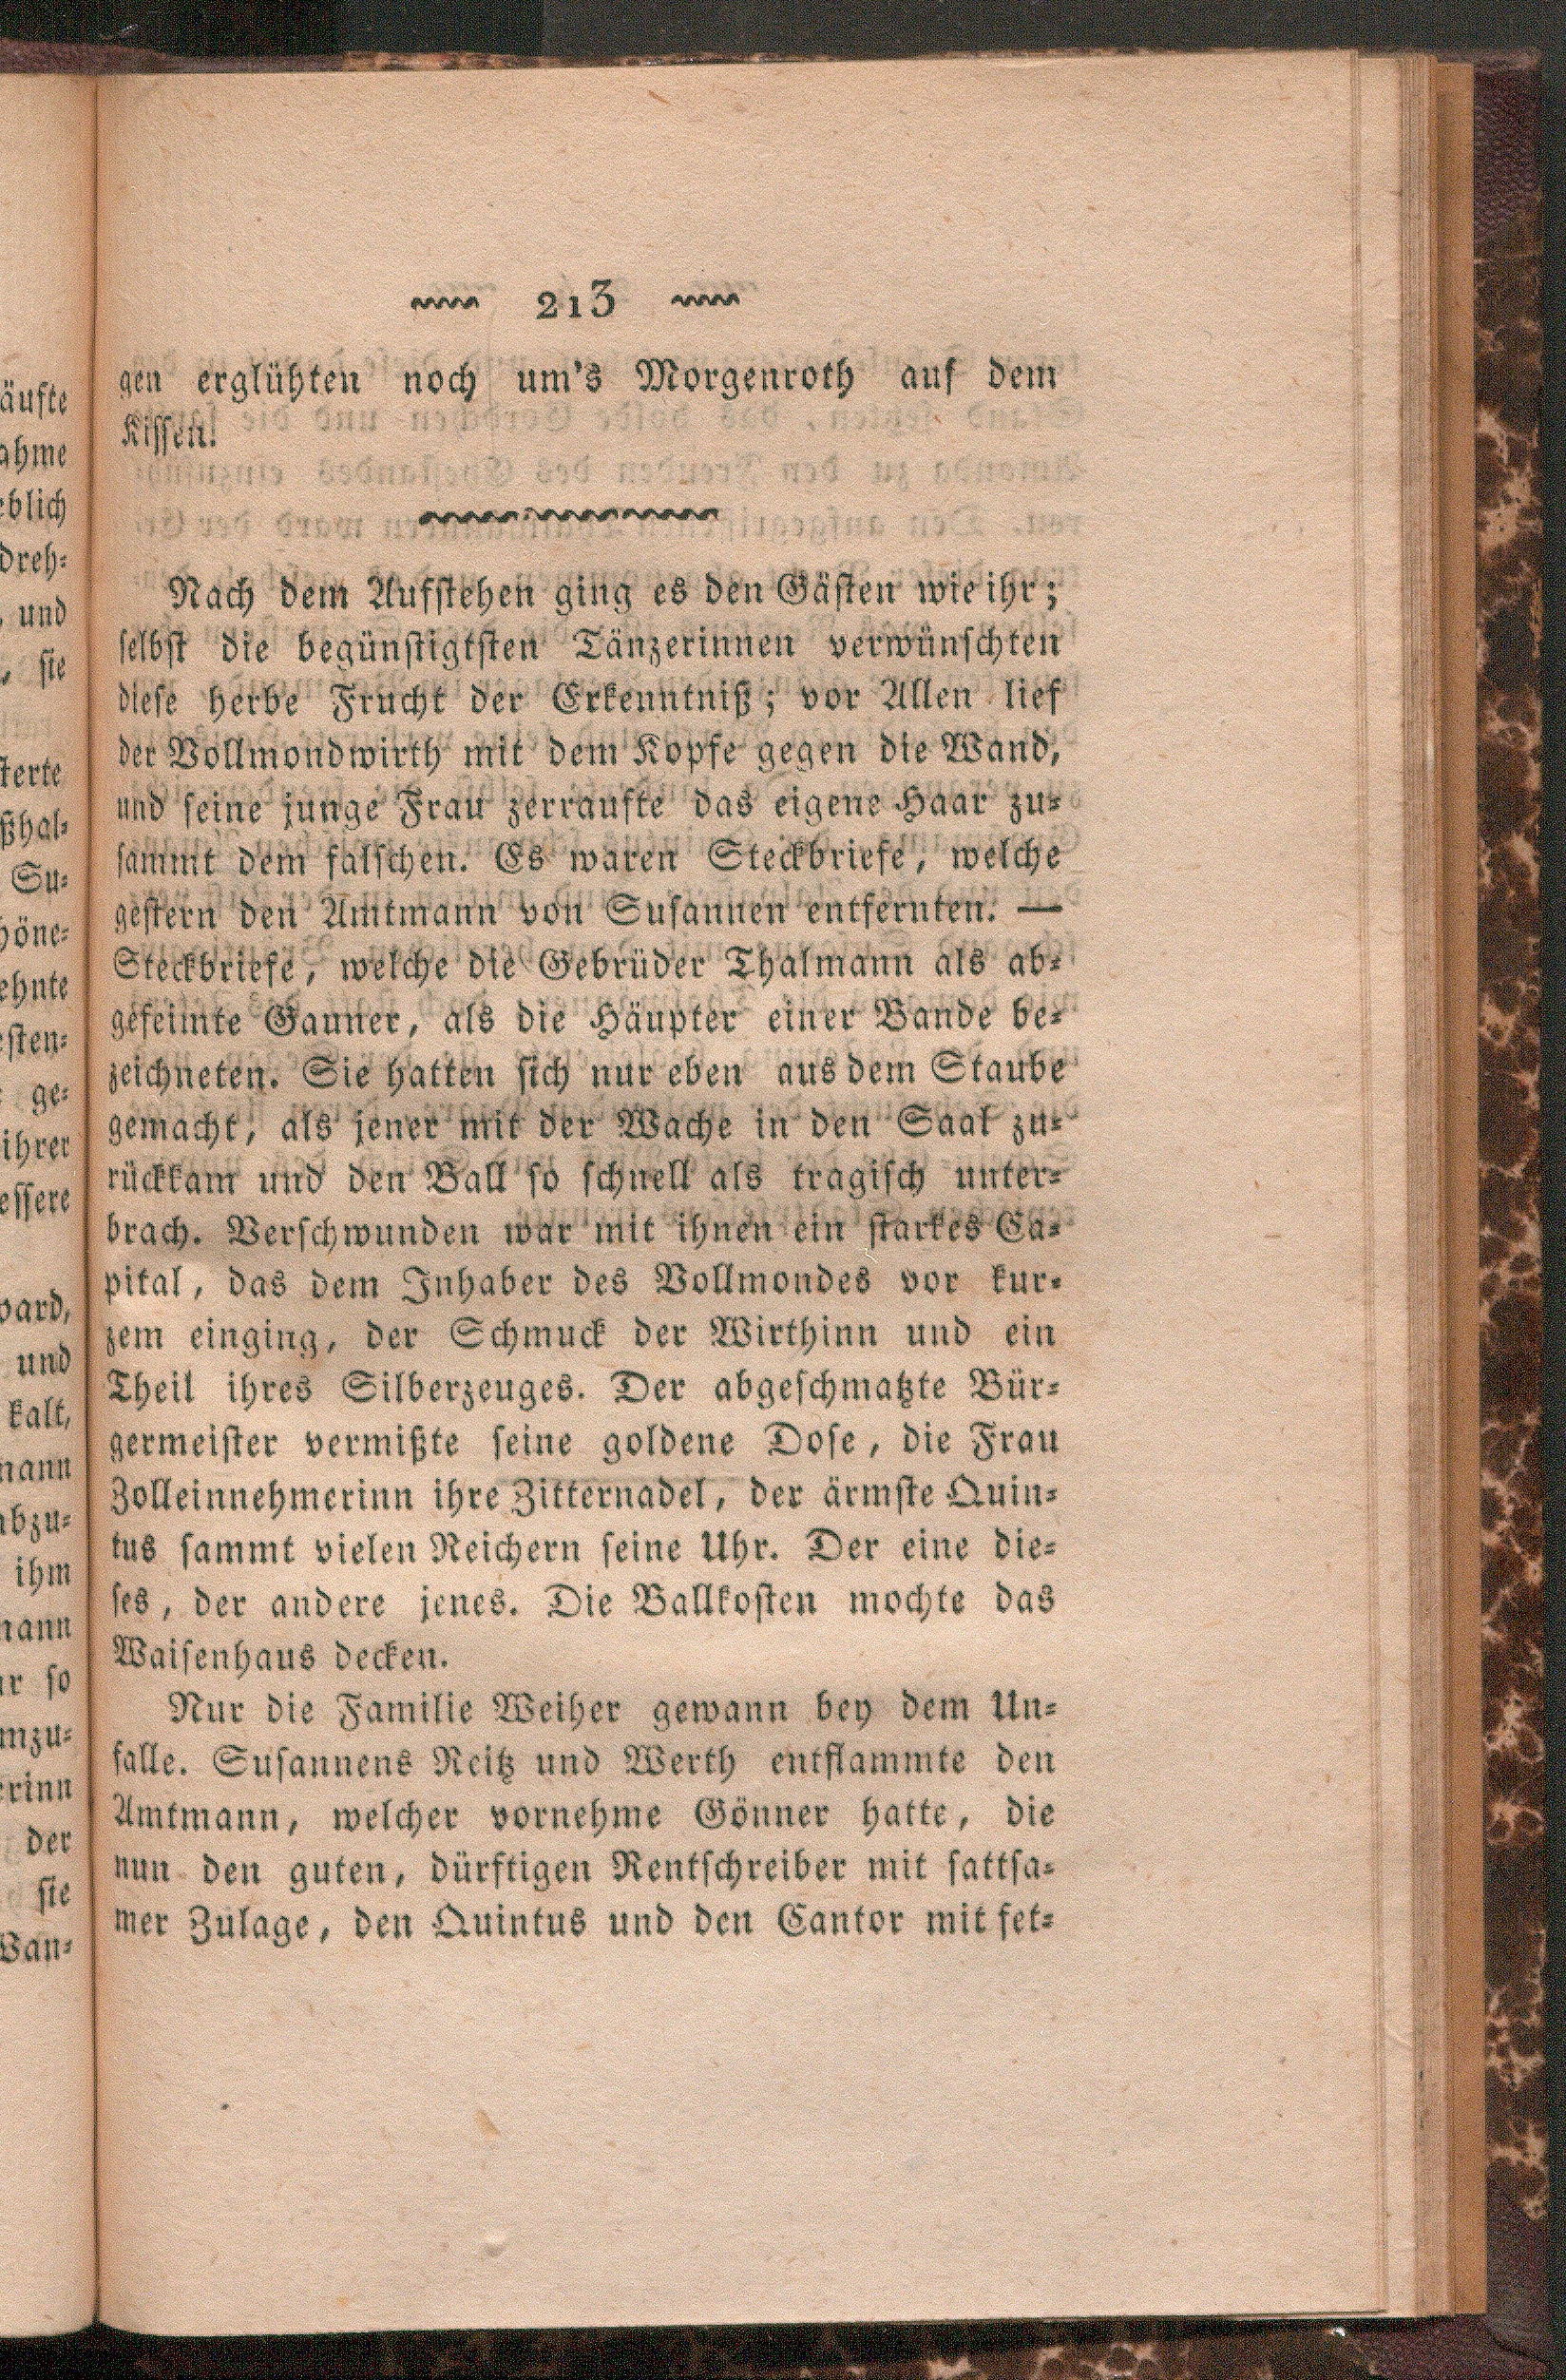 213
gen erglühten noch um's Morgenroth auf dem
Kissen!
Nach dem Aufstehen ging es den Gästen wie ihr;
selbst die begünstigtsten Tänzerinnen verwünschten
diese herbe Frucht der Erkenntniß; vor Allen lief
der Vollmondwirth mit dem Kopfe gegen die Wand,
und seine junge Frau zerraufte das eigene Haar zu-
sammt dem falschen. Es waren Steckbriefe, welche
gestern den Amtmann von Susannen entfernten. —
Steckbriefe, welche die Gebrüder Thalmann als ab-
gefeimte Gauner, als die Häupter einer Bande be-
zeichneten. Sie hatten sich nur eben aus dem Staube
gemacht, als jener mit der Wache in den Saal zu-
rückkam und den Ball so schnell als tragisch unter-
brach. Verschwunden war mit ihnen ein starkes Ca-
pital, das dem Inhaber des Vollmondes vor kur-
zem einging, der Schmuck der Wirthinn und ein
Theil ihres Silberzeuges. Der abgeschmatzte Bür-
germeister vermißte seine goldene Dose, die Frau
Zolleinnehmerinn ihre Zitternadel, der ärmste Quin-
tus sammt vielen Reichern seine Uhr. Der eine die-
ses, der andere jenes. Die Ballkosten mochte das
Waisenhaus decken.
Nur die Familie Weiher gewann bey dem Un-
falle. Susannens Reitz und Werth entflammte den
Amtmann, welcher vornehme Gönner hatte, die
nun den guten, dürftigen Rentschreiber mit sattsa-
mer Zulage, den Quintus und den Cantor mit fet-